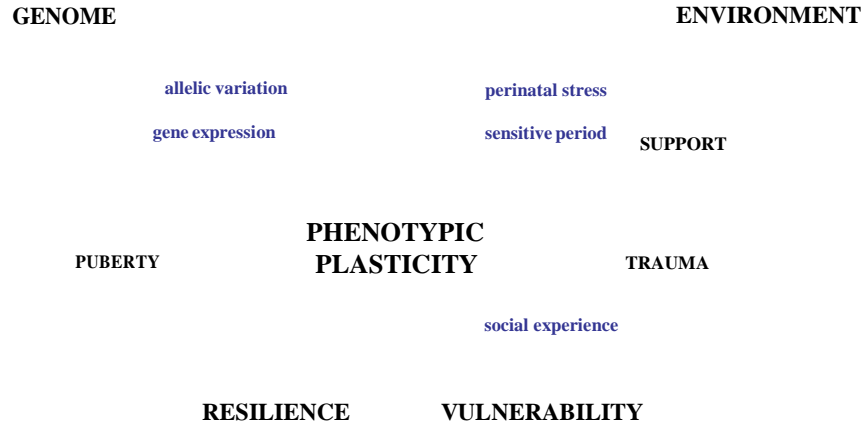 GENOME
ENVIRONMENT
allelic variation
perinatal stress
gene expression
sensitive period
SUPPORT
PHENOTYPIC
PLASTICITY
PUBERTY
TRAUMA
social experience
RESILIENCE
VULNERABILITY